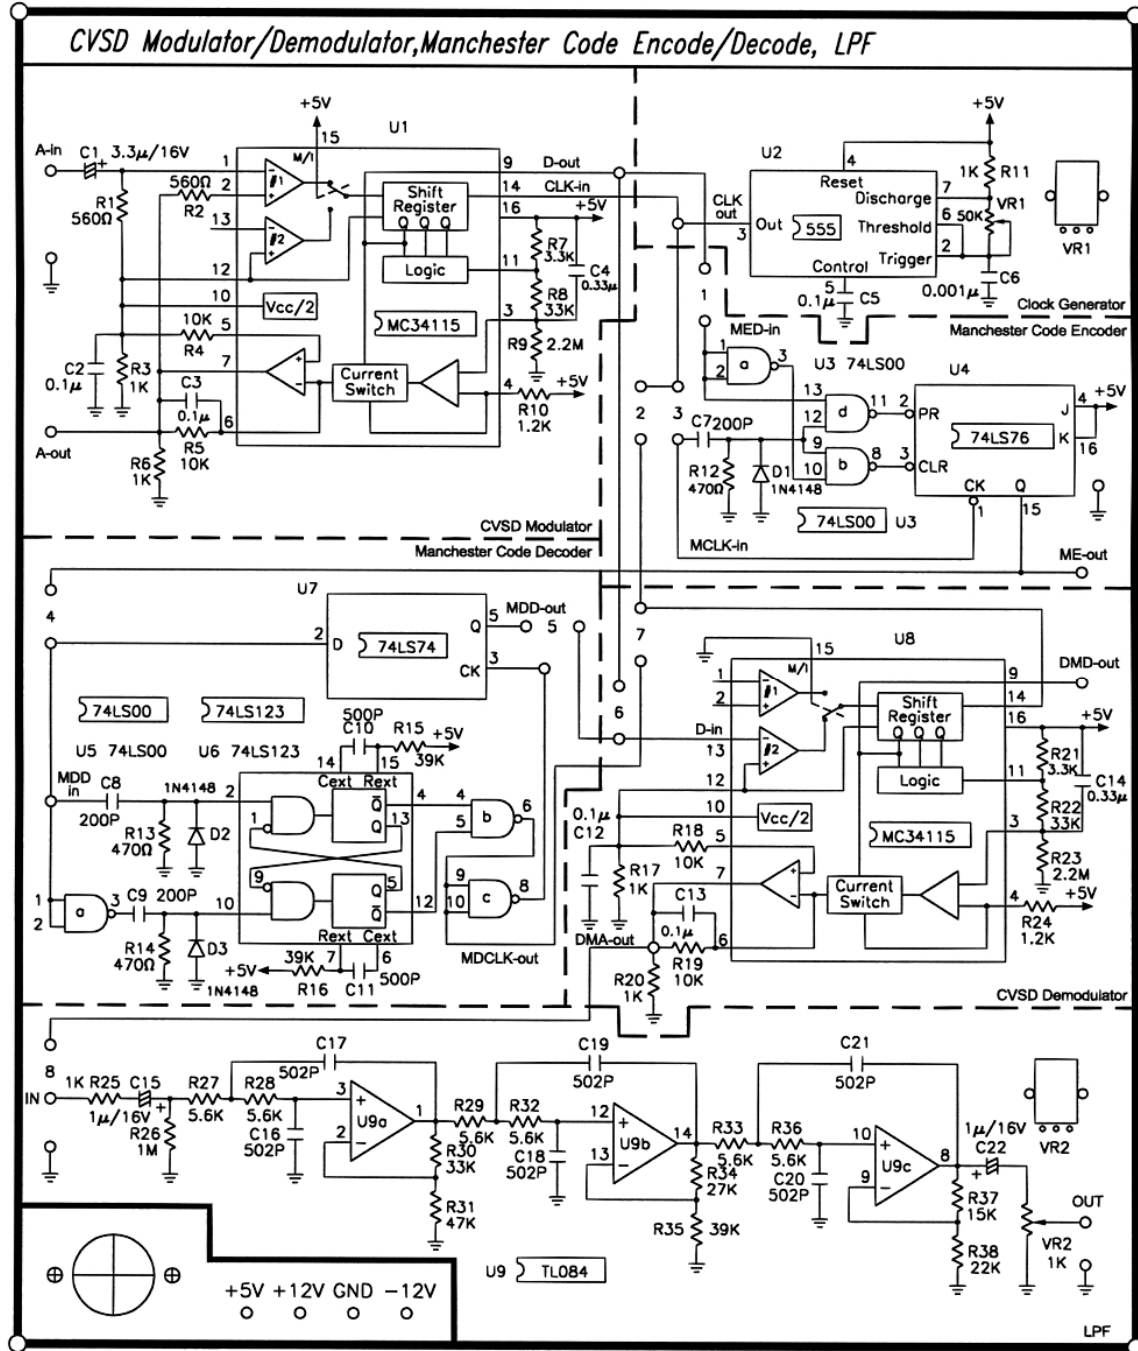 CVSD Modulator/Demodulator,Manchester Code Encode/Decode, LPF
+5V
15
U1
A-in
C1
3.3μ/16V
1
M/I
#1
9
D-out
560Ω
2
R2
R1
560Ω
13
#2
Shift
Register
Q Q Q
14
CLK-in
16
+5V
R7
3.3K
12
Logic
11
C4
0.33μ
R8
33K
10
Vcc/2
10K
5
R4
MC34115
3
R9
2.2M
C2
0.1μ
R3
1K
7
C3
0.1μ
6
Current
Switch
4
+5V
R10
1.2K
A-out
R5
10K
R6
1K
CVSD Modulator
+5V
U2
4
1K
R11
Reset
Discharge
7
VR1
50K
CLK
out
3
Out
555
6
Threshold
2
Trigger
VR1
Control
5
0.1μ
C5
C6
0.001μ
Clock Generator
Manchester Code Encoder
1
MED-in
1
2
a
3
U3 74LS00
U4
2
3
13
12
d
11
2
PR
J
4
+5V
C7
200P
9
10
b
8
3
CLR
74LS76
K
16
R12
470Ω
D1
1N4148
CK
Q
1
15
74LS00
U3
MCLK-in
ME-out
Manchester Code Decoder
U7
4
2
D
74LS74
Q
5
MDD-out
5
CK
3
74LS00
74LS123
U5 74LS00
U6 74LS123
500P
C10
R15
39K
+5V
14
Cext
Rext
15
MDD
in
C8
200P
1N4148
2
1
Q
Q
4
13
4
5
b
6
R13
470Ω
D2
9
10
Q
Q
5
12
9
10
c
8
1
2
a
3
C9
200P
R14
470Ω
D3
1N4148
Rext
Cext
7
6
39K
+5V
R16
C11
500P
MDCLK-out
7
6
U8
15
1
2
M/I
#1
9
DMD-out
D-in
13
#2
Shift
Register
Q Q Q
14
16
+5V
12
Logic
11
R21
3.3K
C14
0.33μ
0.1μ
C12
10
Vcc/2
R22
33K
R18
10K
5
MC34115
3
R17
1K
7
R23
2.2M
C13
0.1μ
Current
Switch
4
+5V
R24
1.2K
DMA-out
R19
10K
6
R20
1K
CVSD Demodulator
8
IN
1K
R25
C15
1μ/16V
R26
1M
R27
5.6K
R28
5.6K
C17
502P
C16
502P
3
2
U9a
1
R30
33K
R31
47K
R29
5.6K
R32
5.6K
C19
502P
C18
502P
12
13
U9b
14
R34
27K
R35
39K
R33
5.6K
R36
5.6K
C21
502P
C20
502P
10
9
U9c
8
1μ/16V
C22
R37
15K
R38
22K
VR2
OUT
VR2
1K
U9
TL084
+5V +12V GND -12V
LPF